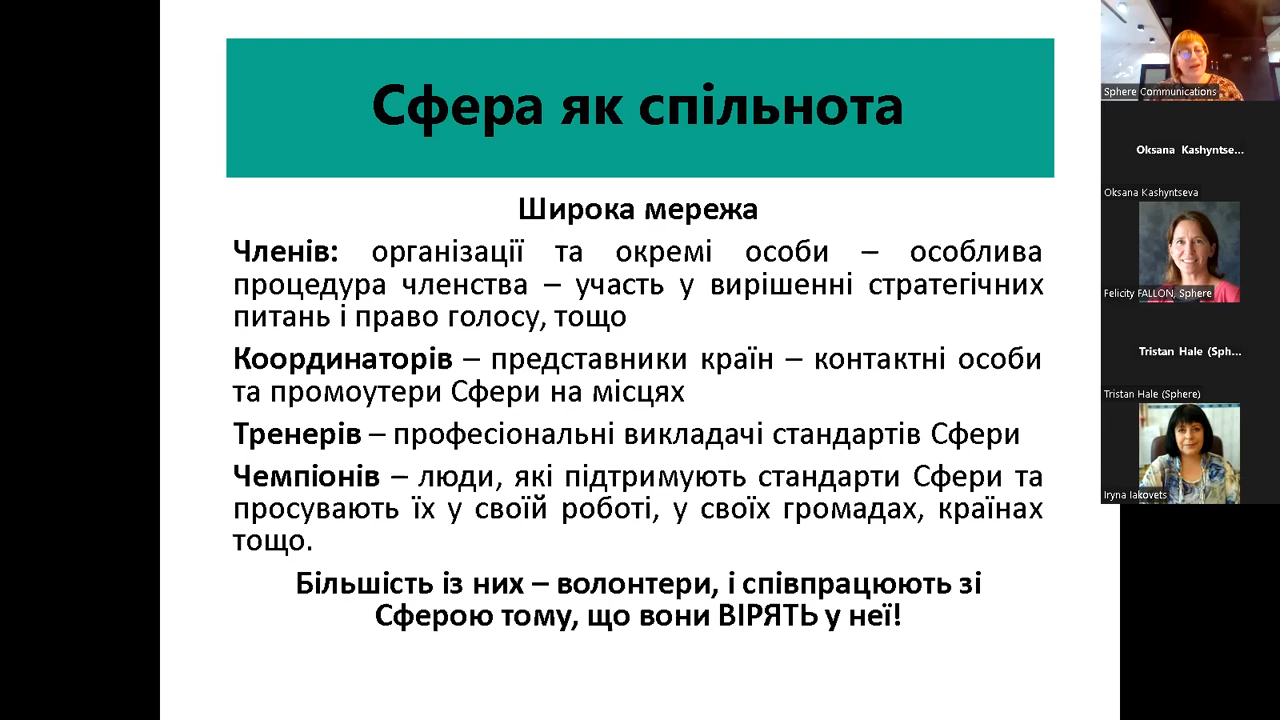 Сфера як спільнота
Широка мережа
Членів: організації та окремі особи – особлива
процедура членства – участь у вирішенні стратегічних
питань і право голосу, тощо
Координаторів – представники країн – контактні особи
та промоутери Сфери на місцях
Тренерів – професіональні викладачі стандартів Сфери
Чемпіонів – люди, які підтримують стандарти Сфери та
просувають їх у своїй роботі, у своїх громадах, країнах
тощо.
Більшість із них – волонтери, і співпрацюють зі
Сферою тому, що вони ВІРЯТЬ у неї!
Sphere Communications
Oksana Kashyntse...
Oksana Kashyntseva
Felicity FALLON, Sphere
Tristan Hale (Sph...
Tristan Hale (Sphere)
Iryna Iakovets